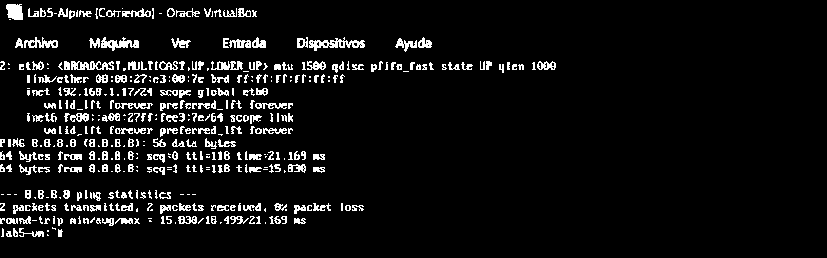 Lab5-Alpine [Corriendo] - Oracle VirtualBox
Archivo Máquina Ver Entrada Dispositivos Ayuda
2: eth0: <BROADCAST,MULTICAST,UP,LOWER_UP> mtu 1500 qdisc pfifo_fast state UP qlen 1000
link/ether 08:00:27:e3:00:7e brd ff:ff:ff:ff:ff:ff
inet 192.168.1.17/24 scope global eth0
valid_lft forever preferred_lft forever
inet6 fe80::a00:27ff:fee3:7e/64 scope link
valid_lft forever preferred_lft forever
PING 8.8.8.8 (8.8.8.8): 56 data bytes
64 bytes from 8.8.8.8: seq=0 ttl=118 time=21.169 ms
64 bytes from 8.8.8.8: seq=1 ttl=118 time=15.830 ms
--- 8.8.8.8 ping statistics ---
2 packets transmitted, 2 packets received, 0% packet loss
round-trip min/avg/max = 15.830/18.499/21.169 ms
lab5-vm:~#